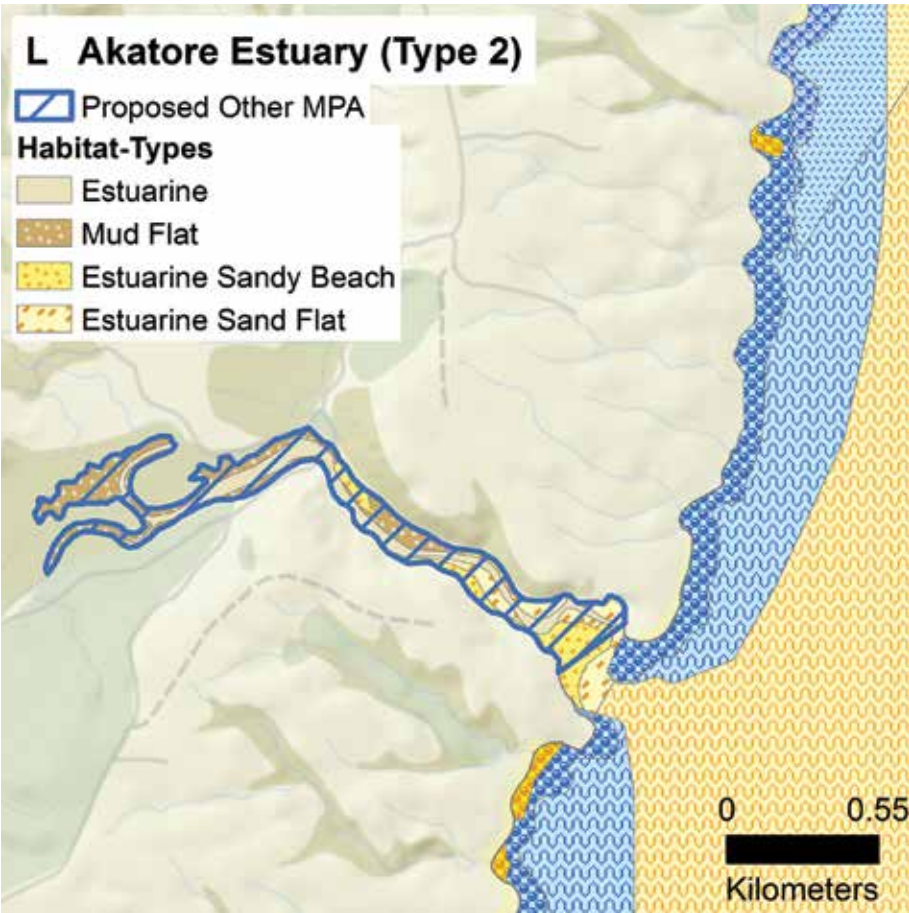 L Akatore Estuary (Type 2)
Proposed Other MPA
Habitat-Types
Estuarine
Mud Flat
Estuarine Sandy Beach
Estuarine Sand Flat
0 0.55
Kilometers